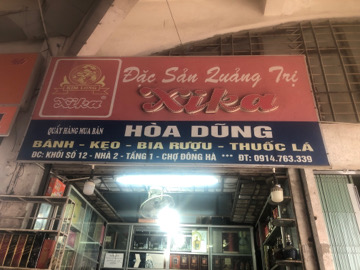 Xika
Đặc Sản Quảng Trị
Xika
QUẦY HÀNG MUA BÁN
HÒA DŨNG
BÁNH - KẸO - BIA RƯỢU - THUỐC LÁ
ĐC: KHỐI SỐ 12 - NHÀ 2 - TẦNG 1 - CHỢ ĐÔNG HÀ *** ĐT: 0914.763.339